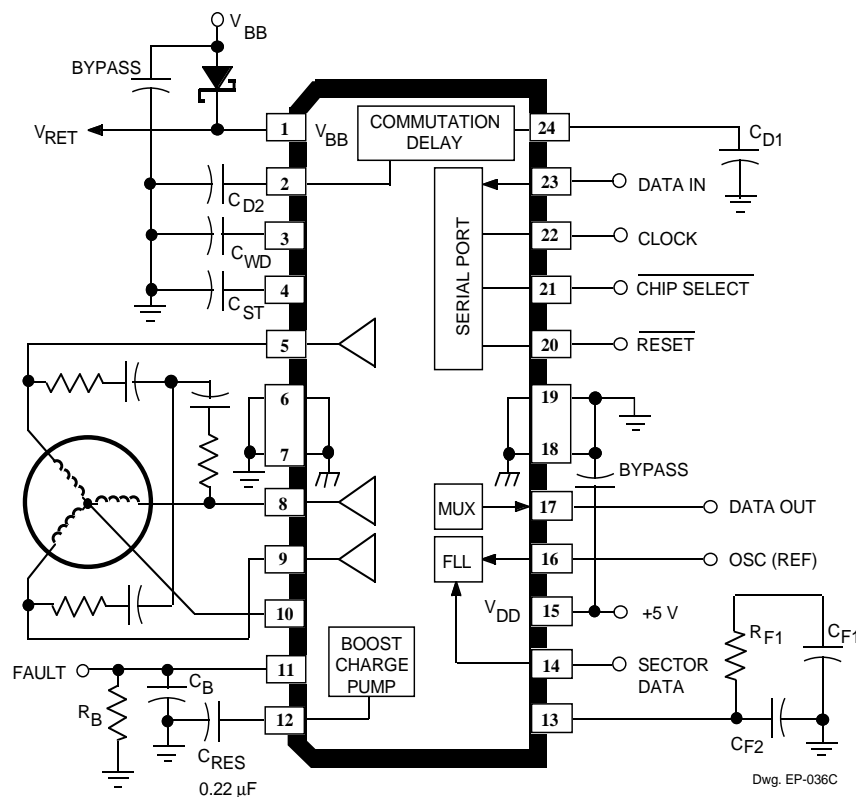 V BB
BYPASS
V RET
1
V BB
COMMUTATION
DELAY
24
C D1
2
C D2
23
DATA IN
3
C WD
22
CLOCK
4
C ST
21
CHIP SELECT
SERIAL PORT
5
20
RESET
6
19
7
18
BYPASS
8
MUX
17
DATA OUT
9
FLL
16
OSC (REF)
10
V DD
15
+5 V
R F1
C F1
FAULT
11
BOOST
CHARGE
PUMP
14
SECTOR
DATA
C B
R B
12
13
C RES
0.22 µF
C F2
Dwg. EP-036C